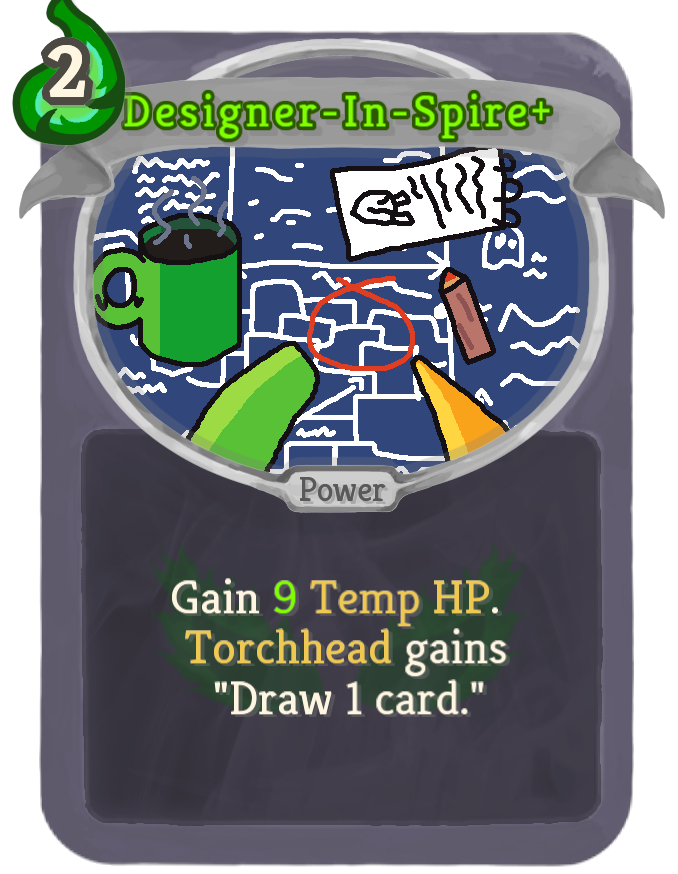 2
Designer-In-Spire+
Power
Gain 9 Temp HP.
Torchhead gains
"Draw 1 card."